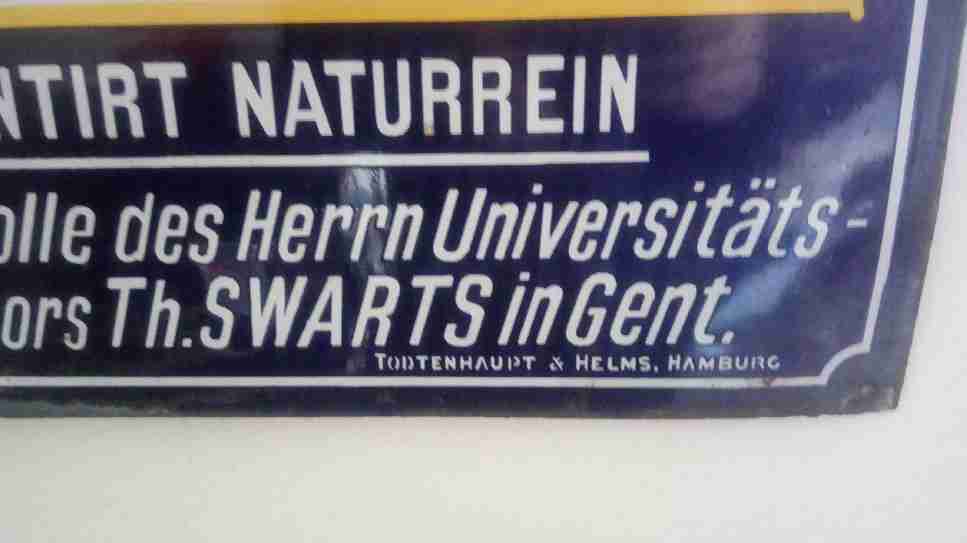 NTIRT NATURREIN
olle des Herrn Universitäts-
ors Th. SWARTS in Gent.
TODTENHAUPT & HELMS, HAMBURG